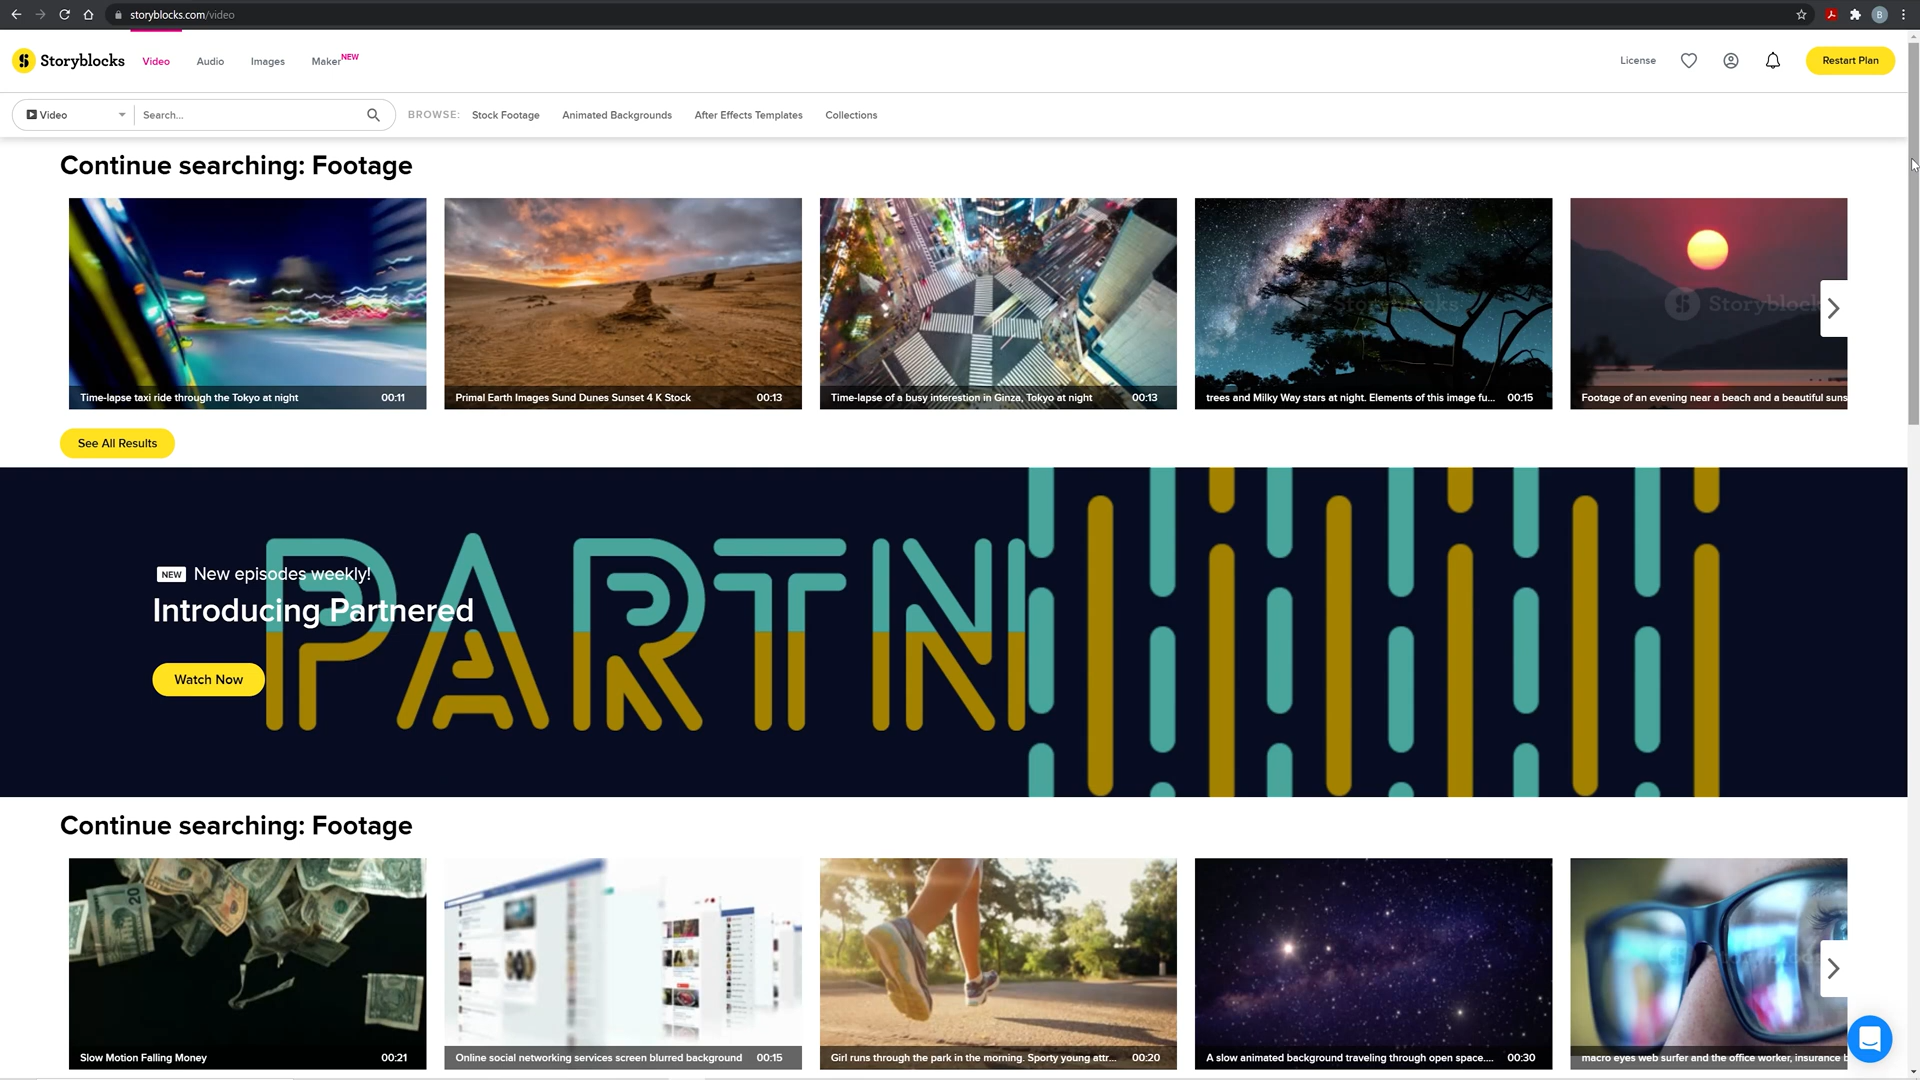 storyblocks.com/video
B
Storyblocks
Video
Audio
Images
Maker NEW
License
Restart Plan
Video
Search...
BROWSE:
Stock Footage
Animated Backgrounds
After Effects Templates
Collections
Continue searching: Footage
Storyblocks
Storyblock
Time-lapse taxi ride through the Tokyo at night 00:11
Primal Earth Images Sund Dunes Sunset 4 K Stock 00:13
Time-lapse of a busy interestion in Ginza, Tokyo at night 00:13
trees and Milky Way stars at night. Elements of this image fu... 00:15
Footage of an evening near a beach and a beautiful suns
See All Results
PARTN
NEW New episodes weekly!
Introducing Partnered
Watch Now
Continue searching: Footage
20
Slow Motion Falling Money 00:21
Online social networking services screen blurred background 00:15
Girl runs through the park in the morning. Sporty young attr... 00:20
A slow animated background traveling through open space.... 00:30
macro eyes web surfer and the office worker, insurance b